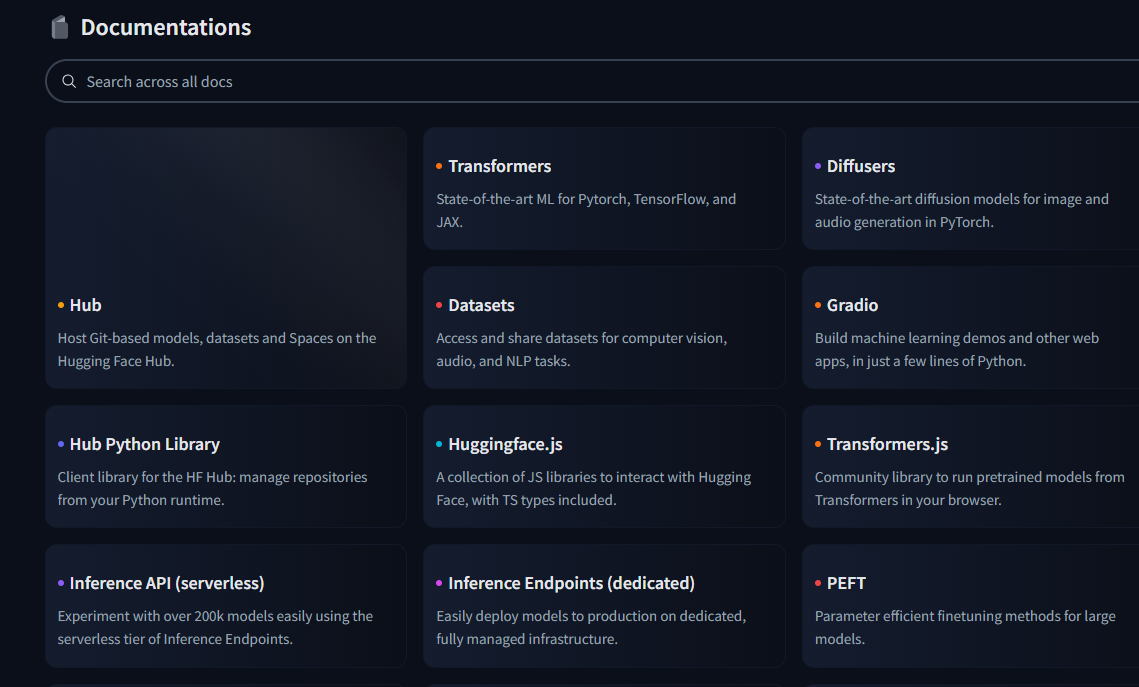 Documentations
Search across all docs
Transformers
State-of-the-art ML for Pytorch, TensorFlow, and
JAX.
Diffusers
State-of-the-art diffusion models for image and
audio generation in PyTorch.
Hub
Host Git-based models, datasets and Spaces on the
Hugging Face Hub.
Datasets
Access and share datasets for computer vision,
audio, and NLP tasks.
Gradio
Build machine learning demos and other web
apps, in just a few lines of Python.
Hub Python Library
Client library for the HF Hub: manage repositories
from your Python runtime.
Huggingface.js
A collection of JS libraries to interact with Hugging
Face, with TS types included.
Transformers.js
Community library to run pretrained models from
Transformers in your browser.
Inference API (serverless)
Experiment with over 200k models easily using the
serverless tier of Inference Endpoints.
Inference Endpoints (dedicated)
Easily deploy models to production on dedicated,
fully managed infrastructure.
PEFT
Parameter efficient finetuning methods for large
models.